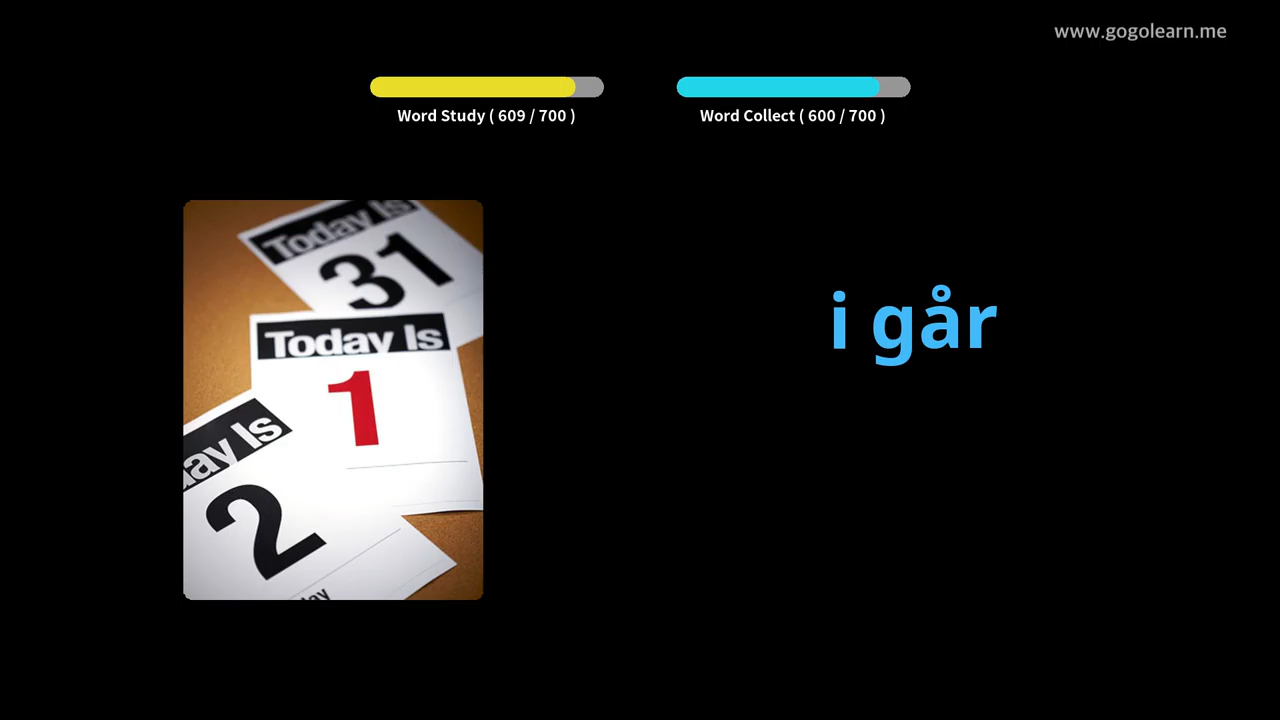 www.gogolearn.me
Word Study ( 609 / 700 )
Word Collect ( 600 / 700 )
Today Is
31
Today Is
1
i går
ay Is
2
ay